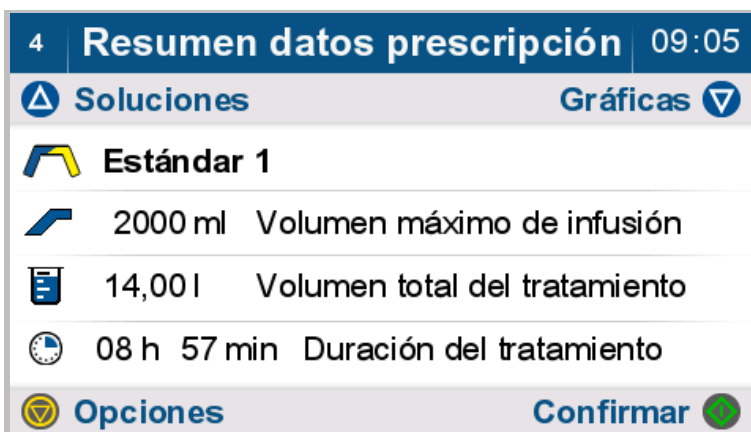 4 Resumen datos prescripción 09:05
Soluciones Gráficas
Estándar 1
2000 ml Volumen máximo de infusión
14,00 l Volumen total del tratamiento
08 h 57 min Duración del tratamiento
Opciones Confirmar